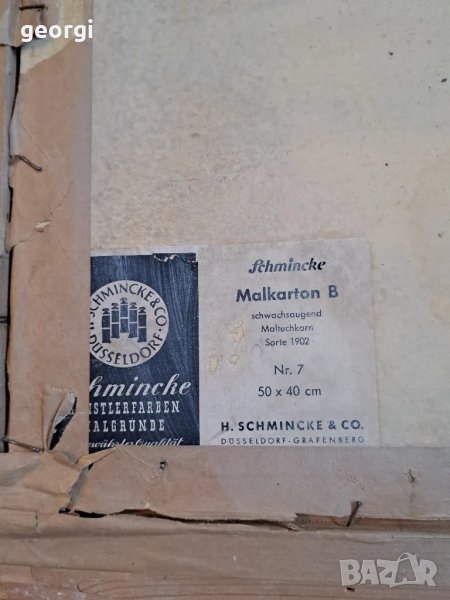 georgi
H. SCHMINCKE & CO.
DÜSSELDORF
chmincke
NSTLERFARBEN
ALGRÜNDE
Schmincke
Malkarton B
schwachsaugend
Maltuchkorn
Sorte 1902
Nr. 7
50 x 40 cm
H. SCHMINCKE & CO.
DÜSSELDORF-GRAFENBERG
BAZAR